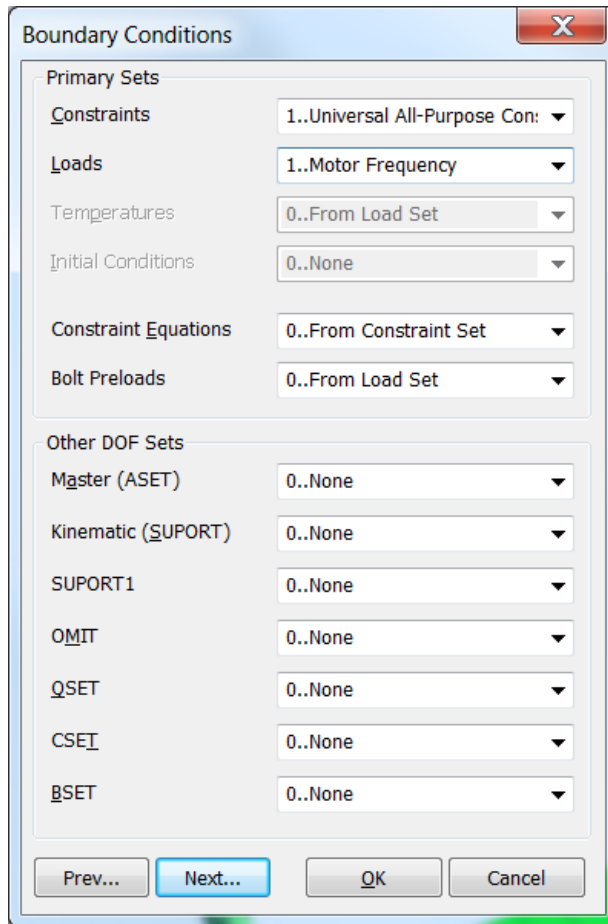 Boundary Conditions
Primary Sets
Constraints 1..Universal All-Purpose Con:
Loads 1..Motor Frequency
Temperatures 0..From Load Set
Initial Conditions 0..None
Constraint Equations 0..From Constraint Set
Bolt Preloads 0..From Load Set
Other DOF Sets
Master (ASET) 0..None
Kinematic (SUPORT) 0..None
SUPORT1 0..None
OMIT 0..None
QSET 0..None
CSET 0..None
BSET 0..None
Prev... Next... OK Cancel